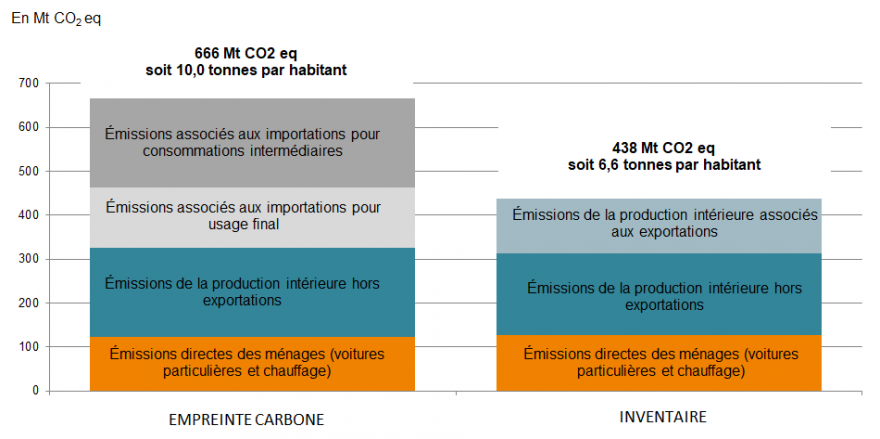 En Mt CO2 eq
666 Mt CO2 eq
soit 10,0 tonnes par habitant
700
600
500
400
300
200
100
0
Émissions associés aux importations pour
consommations intermédiaires
Émissions associés aux importations pour
usage final
Émissions de la production intérieure hors
exportations
Émissions directes des ménages (voitures
particulières et chauffage)
EMPREINTE CARBONE
438 Mt CO2 eq
soit 6,6 tonnes par habitant
Émissions de la production intérieure associés
aux exportations
Émissions de la production intérieure hors
exportations
Émissions directes des ménages (voitures
particulières et chauffage)
INVENTAIRE